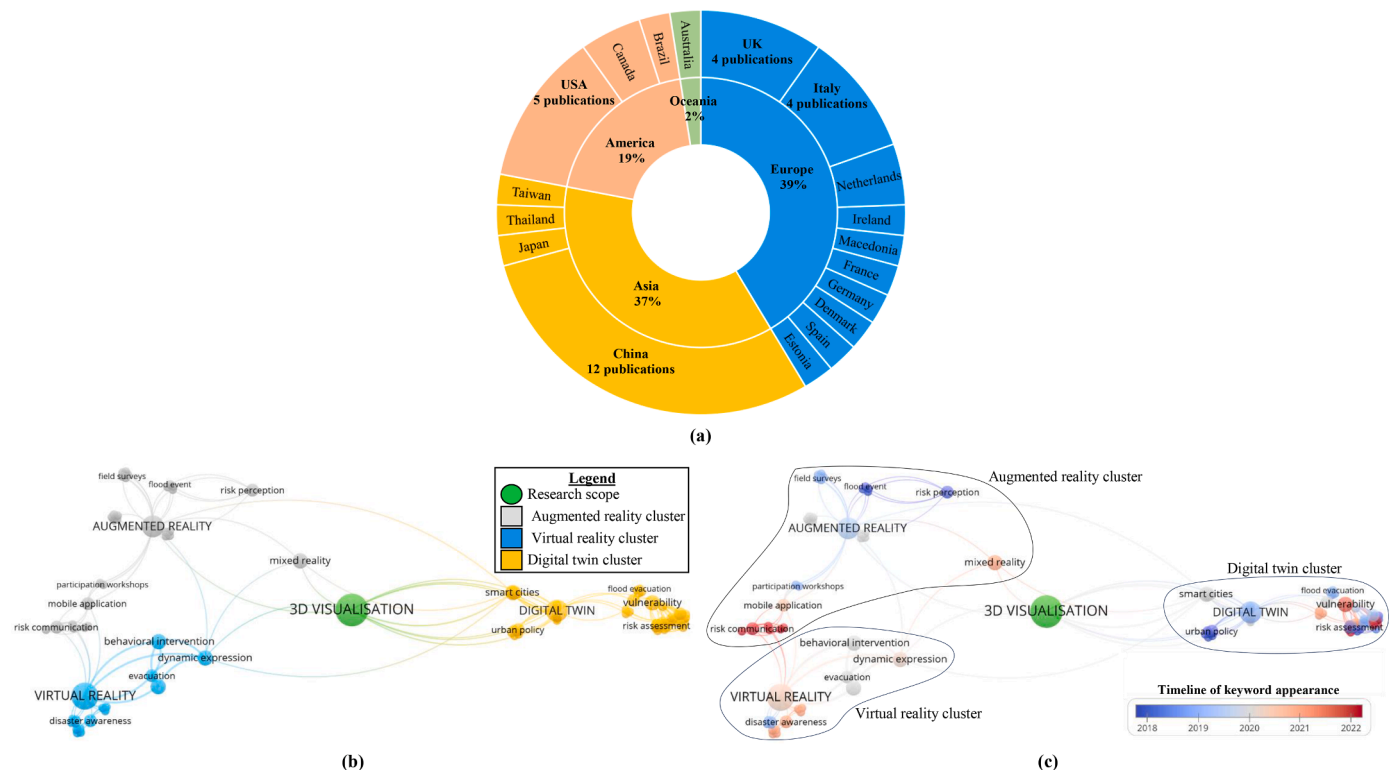 UK
4 publications
Italy
4 publications
Netherlands
Ireland
Macedonia
France
Germany
Denmark
Spain
Estonia
China
12 publications
Japan
Thailand
Taiwan
USA
5 publications
Canada
Brazil
Australia
Oceania
2%
Europe
39%
Asia
37%
America
19%
(a)
field surveys
flood event
risk perception
AUGMENTED REALITY
mixed reality
participation workshops
mobile application
risk communication
3D VISUALISATION
behavioral intervention
dynamic expression
evacuation
VIRTUAL REALITY
disaster awareness
smart cities
DIGITAL TWIN
urban policy
flood evacuation
vulnerability
risk assessment
Legend
Research scope
Augmented reality cluster
Virtual reality cluster
Digital twin cluster
(b)
Augmented reality cluster
field surveys
flood event
risk perception
AUGMENTED REALITY
mixed reality
participation workshops
mobile application
risk communication
3D VISUALISATION
behavioral intervention
dynamic expression
evacuation
VIRTUAL REALITY
disaster awareness
Virtual reality cluster
Digital twin cluster
smart cities
DIGITAL TWIN
urban policy
flood evacuation
vulnerability
risk assessment
Timeline of keyword appearance
2018 2019 2020 2021 2022
(c)